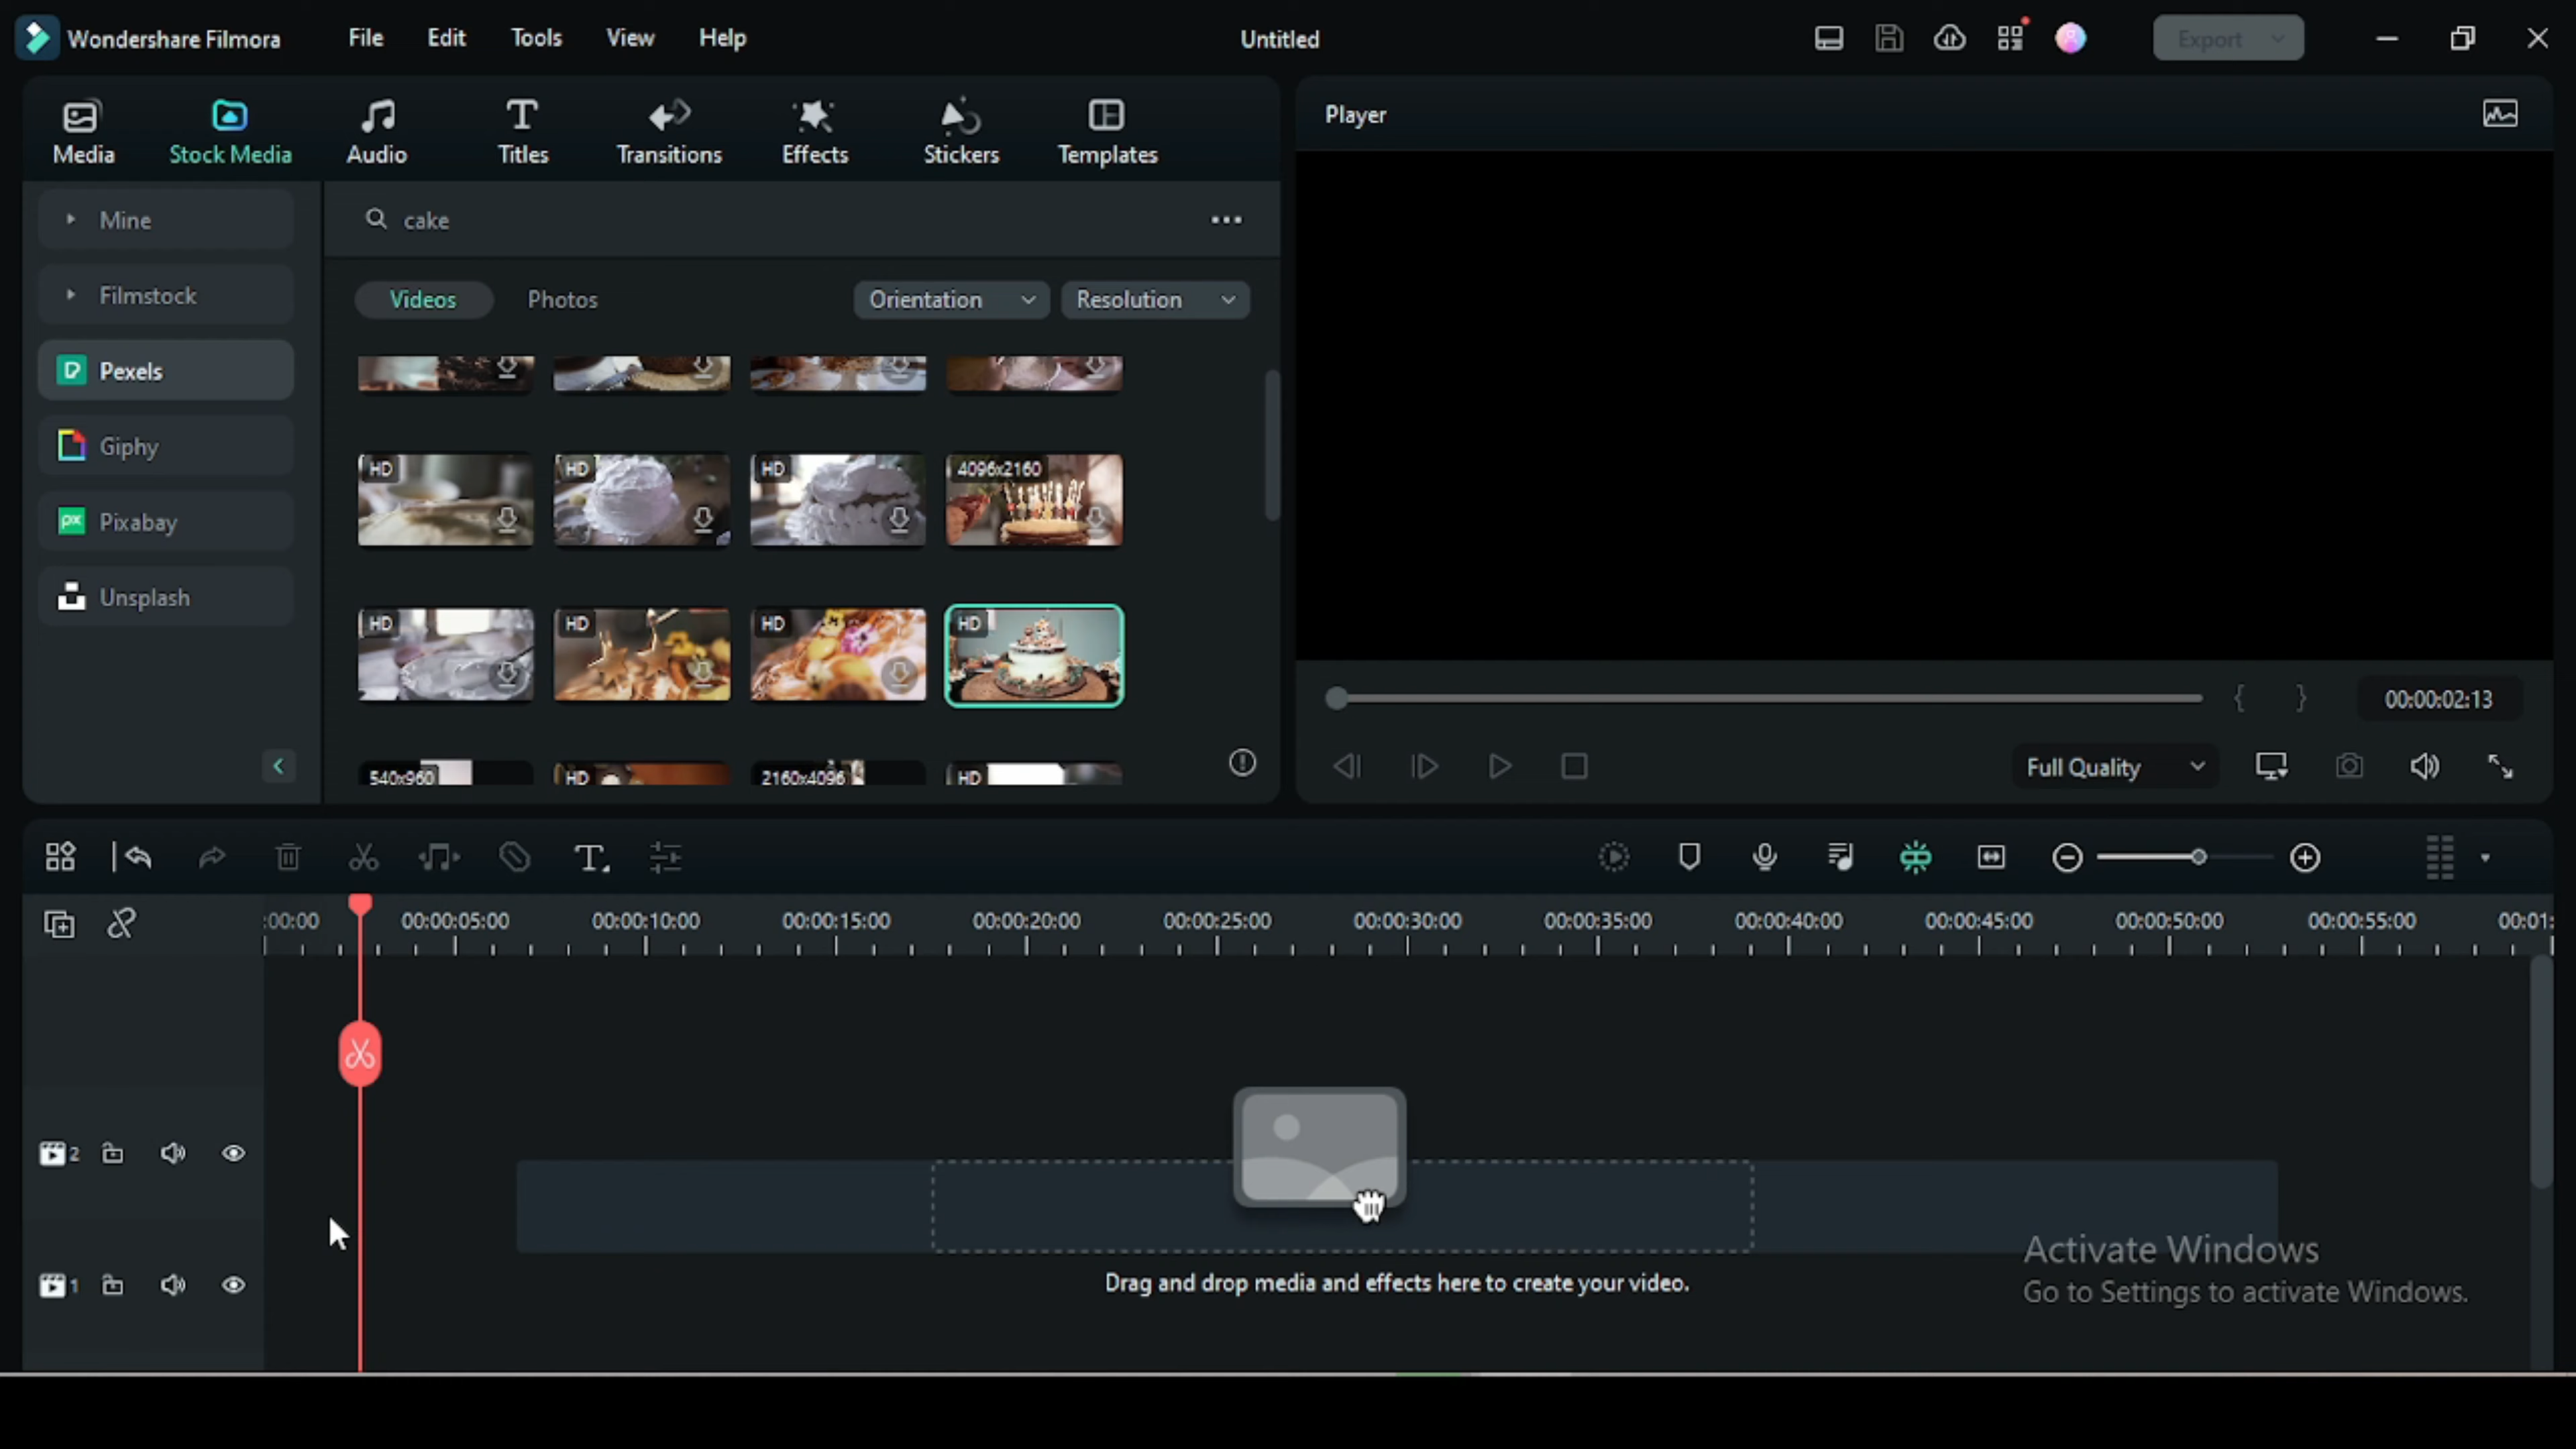 Wondershare Filmora File Edit Tools View Help Untitled Export
Media Stock Media Audio Titles Transitions Effects Stickers Templates
Player
Mine
Filmstock
Pexels
Giphy
Pixabay
Unsplash
cake
Videos Photos Orientation Resolution
HD HD HD 4096x2160
HD HD HD HD
540x960 HD 2160x4096 HD
00:00:02:13
Full Quality
:00:00 00:00:05:00 00:00:10:00 00:00:15:00 00:00:20:00 00:00:25:00 00:00:30:00 00:00:35:00 00:00:40:00 00:00:45:00 00:00:50:00 00:00:55:00 00:01:
2
1
Drag and drop media and effects here to create your video.
Activate Windows
Go to Settings to activate Windows.